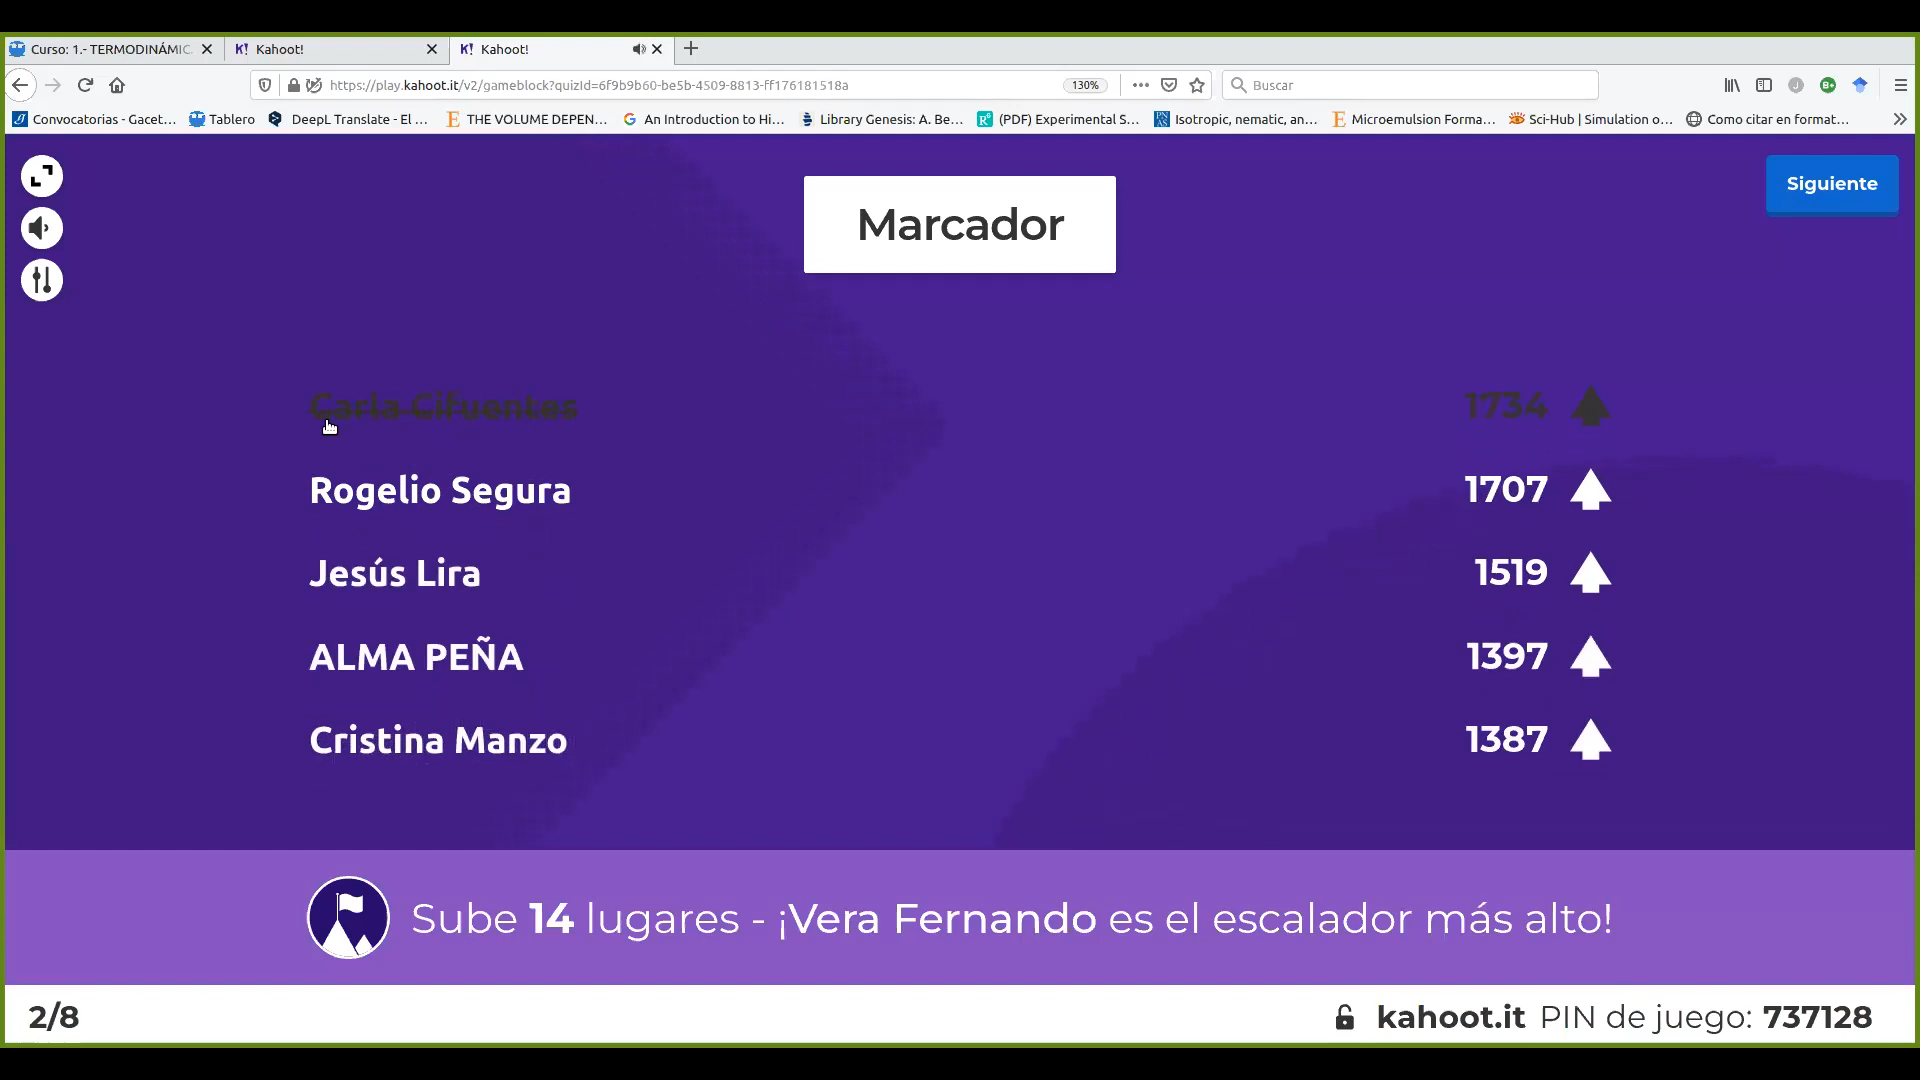 Curso: 1.- TERMODINÁMIC
K! Kahoot!
K! Kahoot!
https://play.kahoot.it/v2/gameblock?quizId=6f9b9b60-be5b-4509-8813-ff176181518a
130%
Buscar
Convocatorias - Gacet...
Tablero
DeepL Translate - El ...
THE VOLUME DEPEN...
An Introduction to Hi...
Library Genesis: A. Be...
(PDF) Experimental S...
Isotropic, nematic, an...
Microemulsion Forma...
Sci-Hub | Simulation o...
Como citar en format...
Siguiente
Marcador
Carla Cifuentes 1734
Rogelio Segura 1707
Jesús Lira 1519
ALMA PEÑA 1397
Cristina Manzo 1387
Sube 14 lugares - ¡Vera Fernando es el escalador más alto!
2/8
kahoot.it PIN de juego: 737128